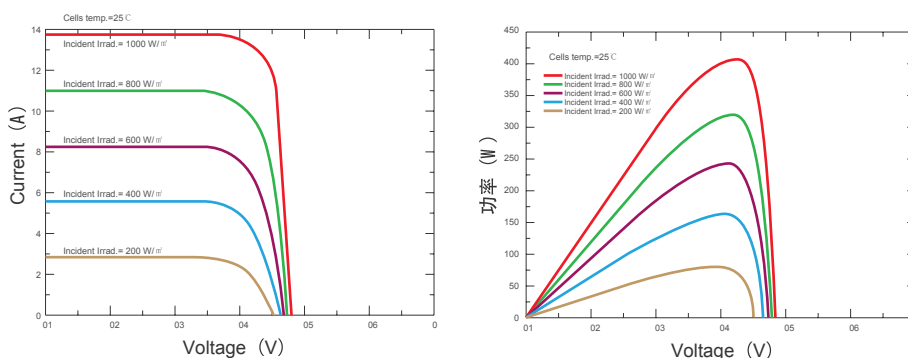 Cells temp.=25℃
14
Incident Irrad.= 1000 W/㎡
12
Incident Irrad.= 800 W/㎡
10
Incident Irrad.= 600 W/㎡
8
6
Incident Irrad.= 400 W/㎡
4
Incident Irrad.= 200 W/㎡
2
0
Current（A）
01 02 03 04 05 06 0
Voltage（V）
450
Cells temp.=25℃
400
Incident Irrad.= 1000 W/㎡
Incident Irrad.= 800 W/㎡
350
Incident Irrad.= 600 W/㎡
Incident Irrad.= 400 W/㎡
Incident Irrad.= 200 W/㎡
300
250
200
150
100
50
0
功率（W）
01 02 03 04 05 06
Voltage（V）